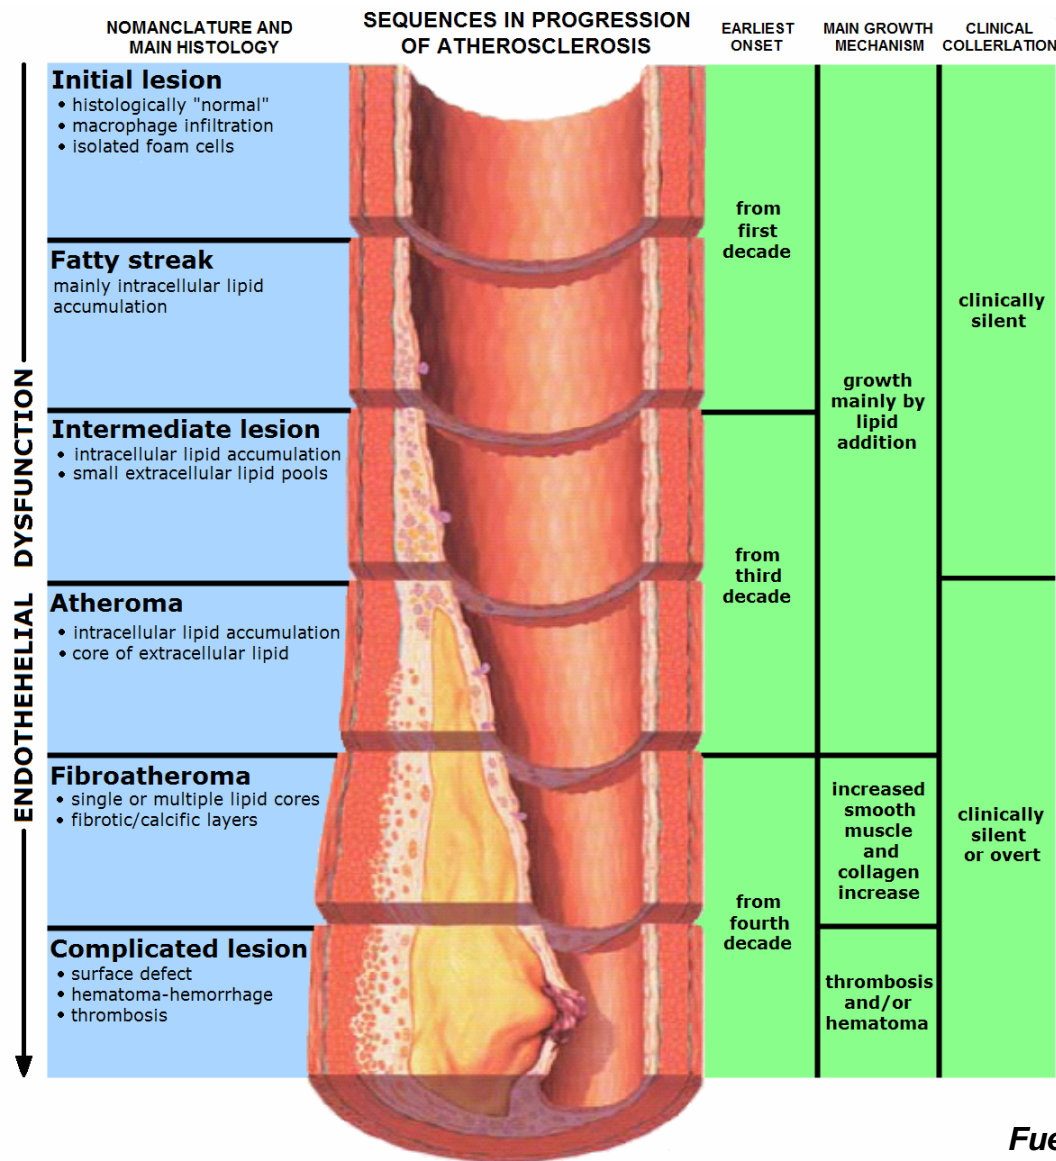 NOMANCLATURE AND
MAIN HISTOLOGY
SEQUENCES IN PROGRESSION
OF ATHEROSCLEROSIS
EARLIEST
ONSET
MAIN GROWTH
MECHANISM
CLINICAL
COLLERLATION
ENDOTHEHELIAL DYSFUNCTION
Initial lesion
• histologically "normal"
• macrophage infiltration
• isolated foam cells
Fatty streak
mainly intracellular lipid
accumulation
Intermediate lesion
• intracellular lipid accumulation
• small extracellular lipid pools
Atheroma
• intracellular lipid accumulation
• core of extracellular lipid
Fibroatheroma
• single or multiple lipid cores
• fibrotic/calcific layers
Complicated lesion
• surface defect
• hematoma-hemorrhage
• thrombosis
from
first
decade
from
third
decade
from
fourth
decade
growth
mainly by
lipid
addition
increased
smooth
muscle
and
collagen
increase
thrombosis
and/or
hematoma
clinically
silent
clinically
silent
or overt
Fue